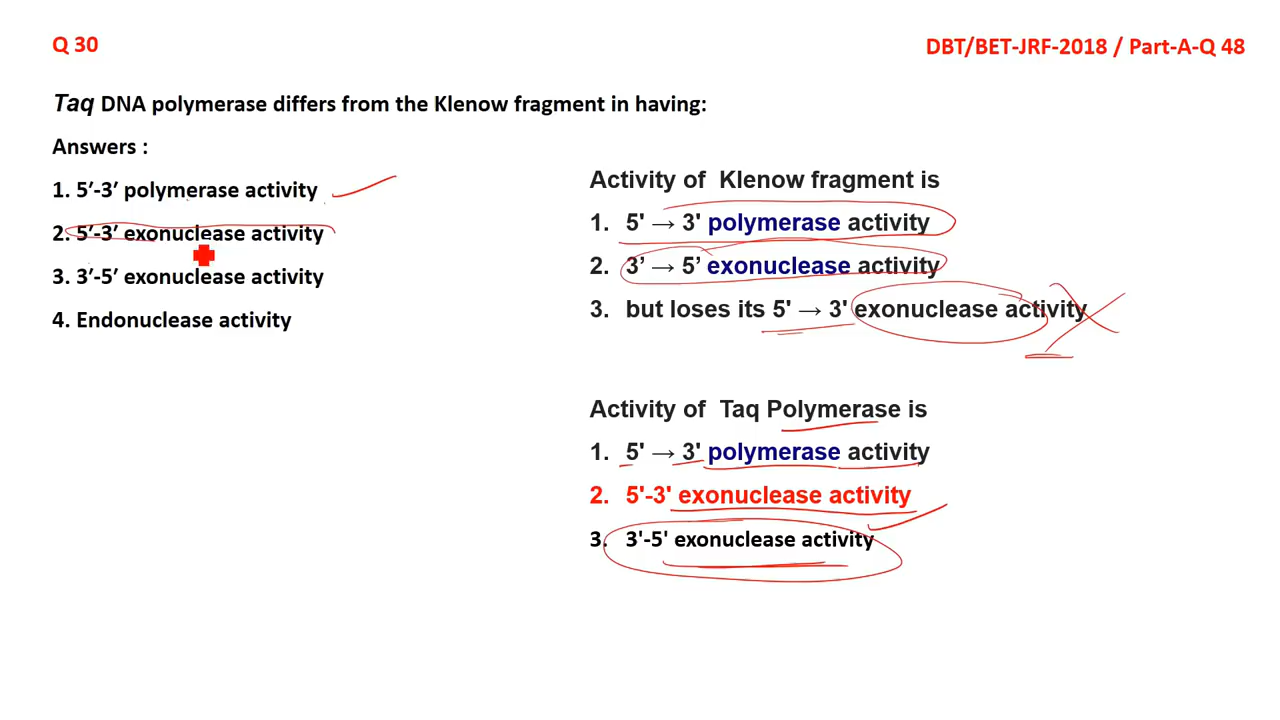 Q 30
DBT/BET-JRF-2018 / Part-A-Q 48
Taq DNA polymerase differs from the Klenow fragment in having:
Answers :
1. 5′-3′ polymerase activity
2. 5′-3′ exonuclease activity
3. 3′-5′ exonuclease activity
4. Endonuclease activity
Activity of Klenow fragment is
1. 5' → 3' polymerase activity
2. 3’ → 5’ exonuclease activity
3. but loses its 5' → 3' exonuclease activity
Activity of Taq Polymerase is
1. 5' → 3' polymerase activity
2. 5'-3' exonuclease activity
3. 3'-5' exonuclease activity